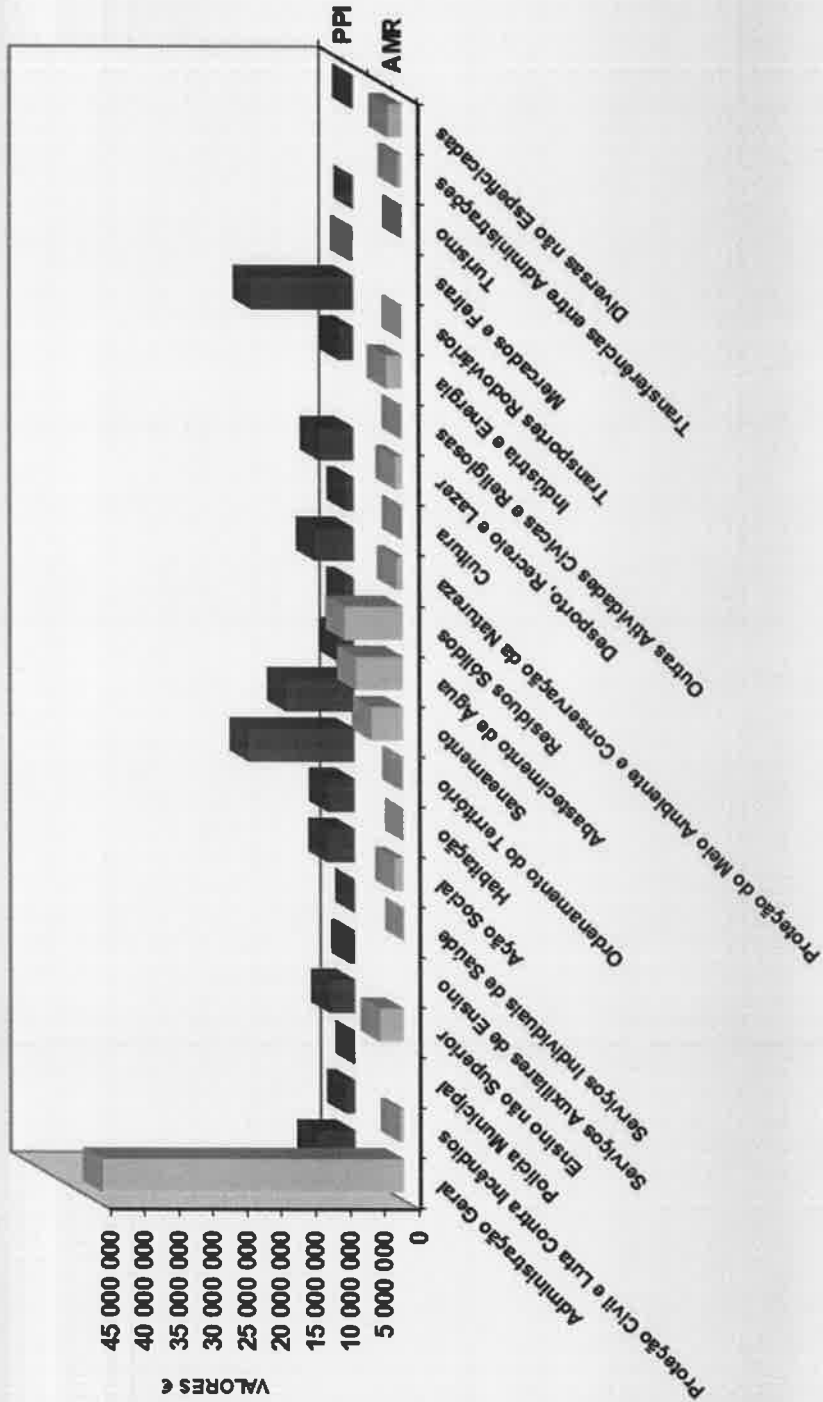 VALORES €
45 000 000
40 000 000
35 000 000
30 000 000
25 000 000
20 000 000
15 000 000
10 000 000
5 000 000
0
PPI
AMR
Administração Geral
Proteção Civil e Luta Contra Incêndios
Polícia Municipal
Ensino não Superior
Serviços Auxiliares de Ensino
Serviços Individuais de Saúde
Ação Social
Habitação
Ordenamento do Território
Saneamento
Abastecimento de Água
Resíduos Sólidos
Proteção do Meio Ambiente e Conservação da Natureza
Cultura
Desporto, Recreio e Lazer
Outras Atividades Cívicas e Religiosas
Indústria e Energia
Transportes Rodoviários
Mercados e Feiras
Turismo
Transferências entre Administrações
Diversas não Especificadas